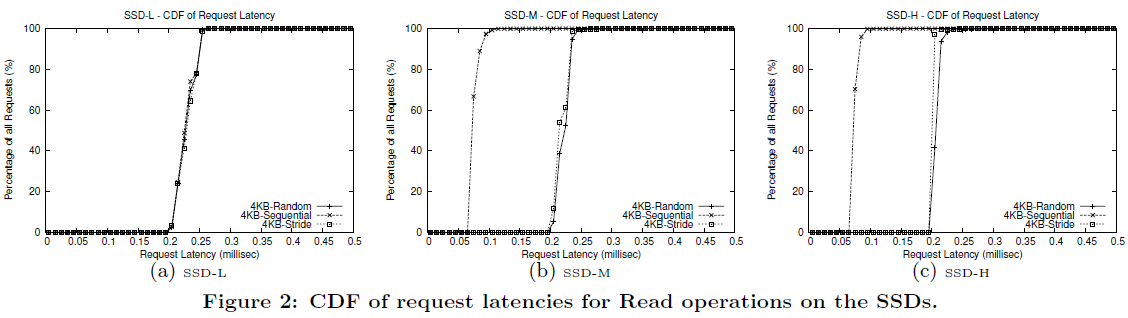 SSD-L - CDF of Request Latency
Percentage of all Requests (%)
100
80
60
40
20
0
4KB-Random
4KB-Sequential
4KB-Stride
0 0.05 0.1 0.15 0.2 0.25 0.3 0.35 0.4 0.45 0.5
Request Latency (millisec)
(a) SSD-L
SSD-M - CDF of Request Latency
Percentage of all Requests (%)
100
80
60
40
20
0
4KB-Random
4KB-Sequential
4KB-Stride
0 0.05 0.1 0.15 0.2 0.25 0.3 0.35 0.4 0.45 0.5
Request Latency (millisec)
(b) SSD-M
SSD-H - CDF of Request Latency
Percentage of all Requests (%)
100
80
60
40
20
0
4KB-Random
4KB-Sequential
4KB-Stride
0 0.05 0.1 0.15 0.2 0.25 0.3 0.35 0.4 0.45 0.5
Request Latency (millisec)
(c) SSD-H
Figure 2: CDF of request latencies for Read operations on the SSDs.